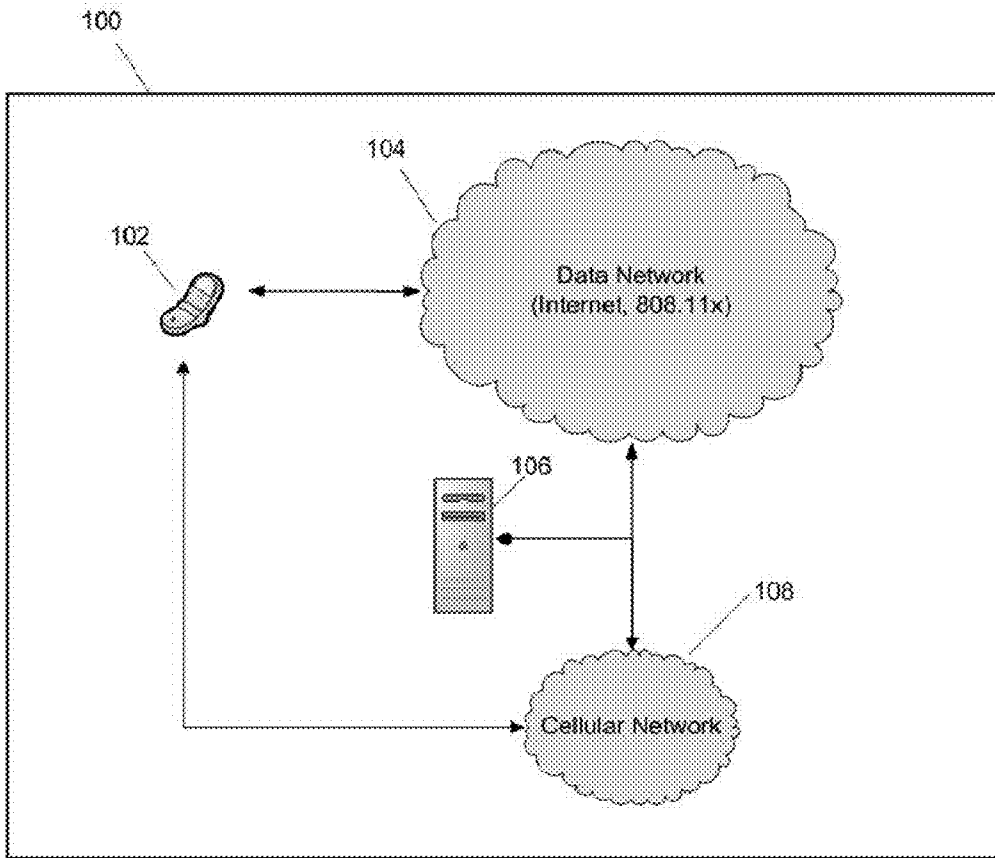 100
104
102
Data Network
(Internet, 808.11x)
106
108
Cellular Network